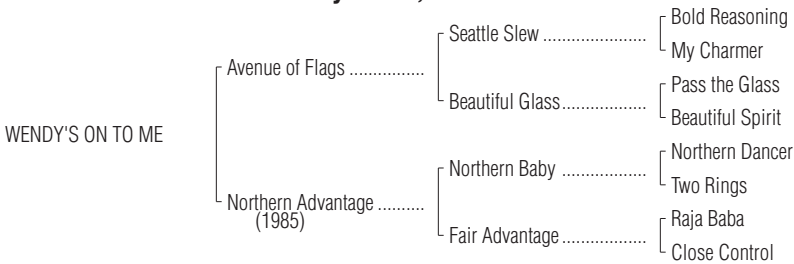 Bold Reasoning
Seattle Slew ......................
My Charmer
Avenue of Flags ................
Pass the Glass
Beautiful Glass..................
Beautiful Spirit
WENDY'S ON TO ME
Northern Dancer
Northern Baby ..................
Two Rings
Northern Advantage ..........
(1985)
Raja Baba
Fair Advantage..................
Close Control